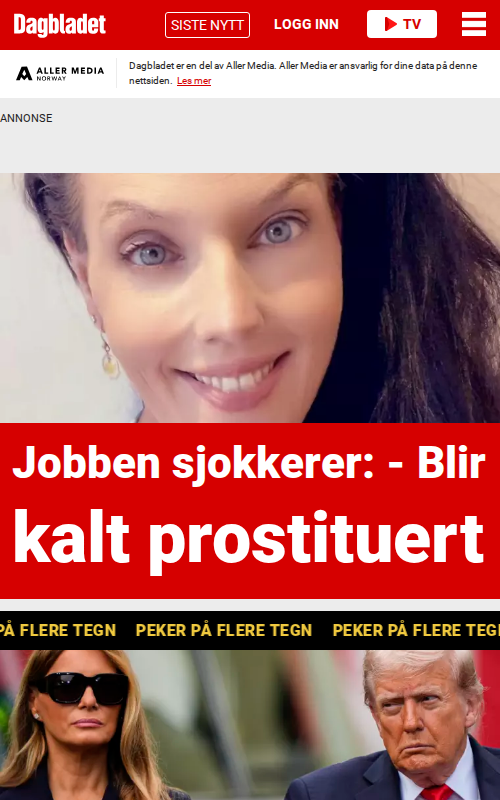 Dagbladet
SISTE NYTT
LOGG INN
TV
ALLER MEDIA
NORWAY
Dagbladet er en del av Aller Media. Aller Media er ansvarlig for dine data på denne
nettsiden. Les mer
ANNONSE
Jobben sjokkerer: - Blir
kalt prostituert
PÅ FLERE TEGN PEKER PÅ FLERE TEGN PEKER PÅ FLERE TEG